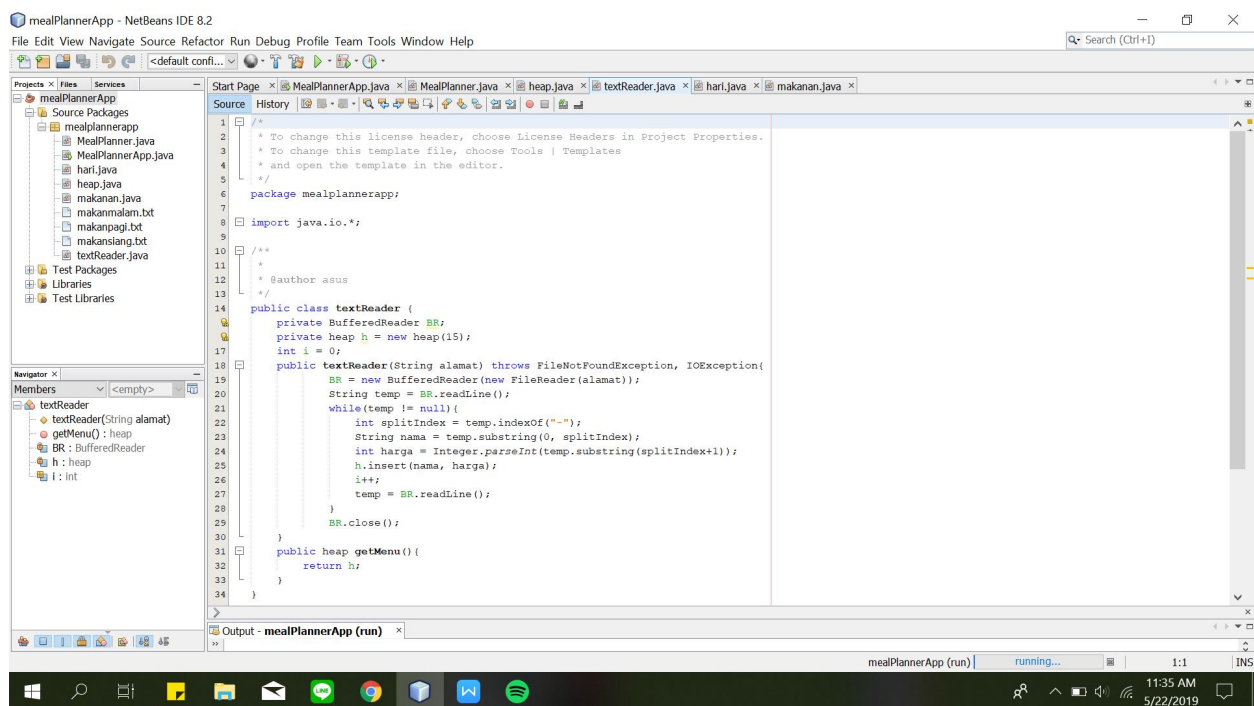 mealPlannerApp - NetBeans IDE 8.2
File Edit View Navigate Source Refactor Run Debug Profile Team Tools Window Help
Search (Ctrl+I)
<default confi...
Projects Files Services
Start Page MealPlannerApp.java MealPlanner.java heap.java textReader.java hari.java makanan.java
Source History
mealPlannerApp
Source Packages
mealplannerapp
MealPlanner.java
MealPlannerApp.java
hari.java
heap.java
makanan.java
makanmalam.txt
makanpagi.txt
makansiang.txt
textReader.java
Test Packages
Libraries
Test Libraries
Navigator
Members <empty>
textReader
textReader(String alamat)
getMenu() : heap
BR : BufferedReader
h : heap
i : int
1 /*
2 * To change this license header, choose License Headers in Project Properties.
3 * To change this template file, choose Tools | Templates
4 * and open the template in the editor.
5 */
6 package mealplannerapp;
7
8 import java.io.*;
9
10 /**
11 *
12 * @author asus
13 */
14 public class textReader {
private BufferedReader BR;
private heap h = new heap(15);
17 int i = 0;
18 public textReader(String alamat) throws FileNotFoundException, IOException{
19 BR = new BufferedReader(new FileReader(alamat));
20 String temp = BR.readLine();
21 while(temp != null){
22 int splitIndex = temp.indexOf("-");
23 String nama = temp.substring(0, splitIndex);
24 int harga = Integer.parseInt(temp.substring(splitIndex+1));
25 h.insert(nama, harga);
26 i++;
27 temp = BR.readLine();
28 }
29 BR.close();
30 }
31 public heap getMenu(){
32 return h;
33 }
34 }
Output - mealPlannerApp (run)
mealPlannerApp (run) running... 1:1 INS
LINE
W
11:35 AM
5/22/2019